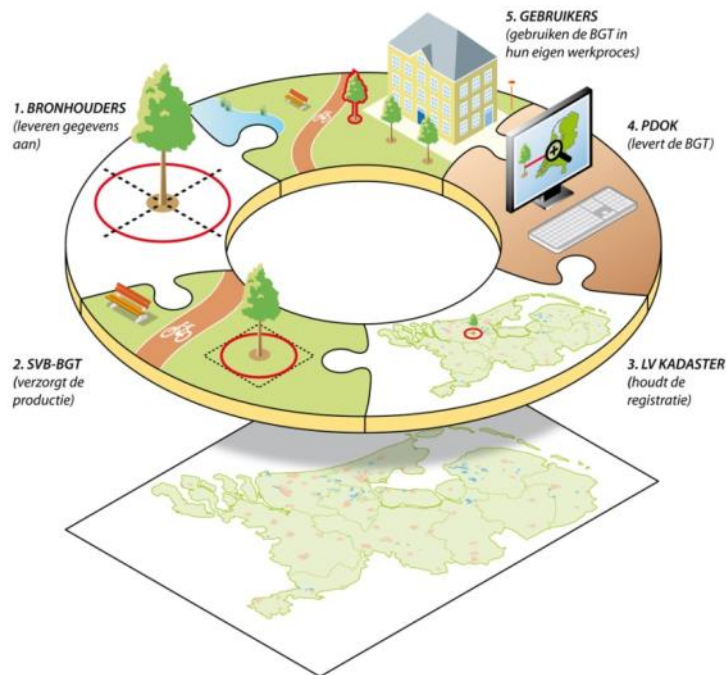 1. BRONHOUDERS
(leveren gegevens
aan)
2. SVB-BGT
(verzorgt de
productie)
3. LV KADASTER
(houdt de
registratie)
4. PDOK
(levert de BGT)
5. GEBRUIKERS
(gebruiken de BGT in
hun eigen werkproces)